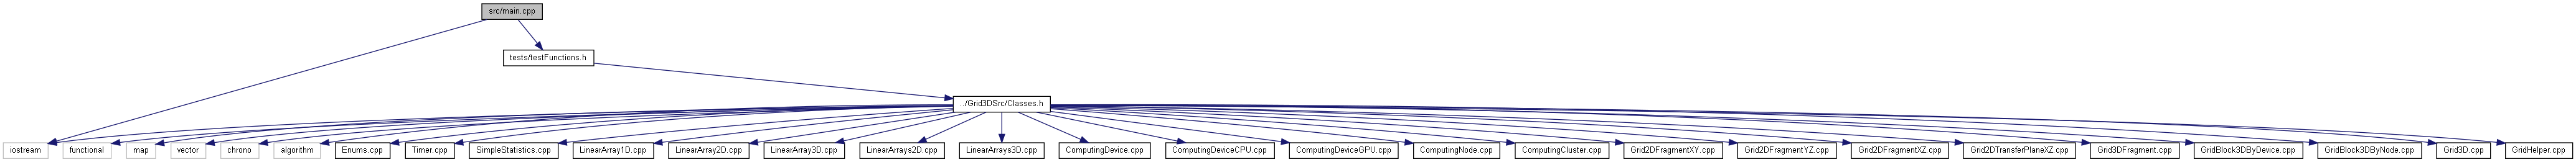 src/main.cpp
tests/testFunctions.h
../Grid3DSrc/Classes.h
iostream
functional
map
vector
chrono
algorithm
Enums.cpp
Timer.cpp
SimpleStatistics.cpp
LinearArray1D.cpp
LinearArray2D.cpp
LinearArray3D.cpp
LinearArrays2D.cpp
LinearArrays3D.cpp
ComputingDevice.cpp
ComputingDeviceCPU.cpp
ComputingDeviceGPU.cpp
ComputingNode.cpp
ComputingCluster.cpp
Grid2DFragmentXY.cpp
Grid2DFragmentYZ.cpp
Grid2DFragmentXZ.cpp
Grid2DTransferPlaneXZ.cpp
Grid3DFragment.cpp
GridBlock3DByDevice.cpp
GridBlock3DByNode.cpp
Grid3D.cpp
GridHelper.cpp